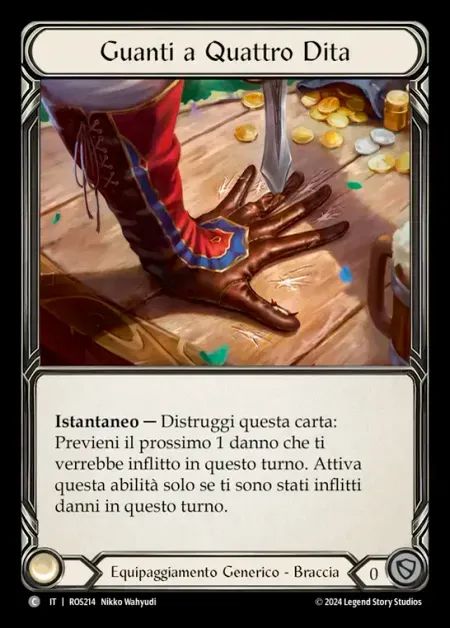 Guanti a Quattro Dita
Istantaneo — Distruggi questa carta:
Previeni il prossimo 1 danno che ti
verrebbe inflitto in questo turno. Attiva
questa abilità solo se ti sono stati inflitti
danni in questo turno.
Equipaggiamento Generico - Braccia
0
C IT | ROS214 Nikko Wahyudi
© 2024 Legend Story Studios